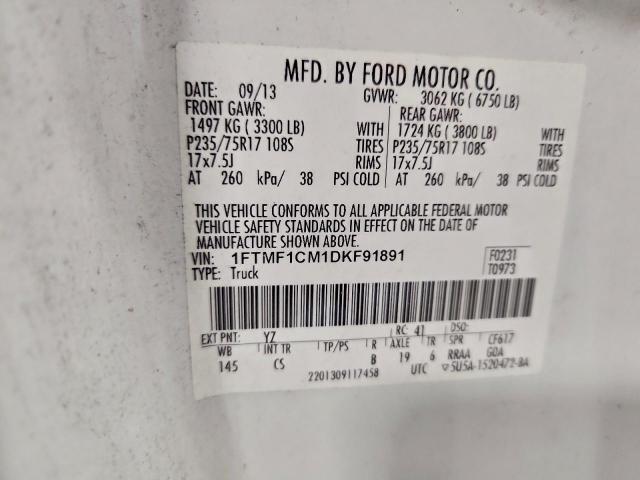 MFD. BY FORD MOTOR CO.
DATE: 09/13 GVWR: 3062 KG ( 6750 LB)
FRONT GAWR: REAR GAWR:
1497 KG ( 3300 LB) WITH 1724 KG ( 3800 LB) WITH
P235/75R17 108S TIRES P235/75R17 108S TIRES
17x7.5J RIMS 17x7.5J RIMS
AT 260 kPa/ 38 PSI COLD AT 260 kPa/ 38 PSI COLD
THIS VEHICLE CONFORMS TO ALL APPLICABLE FEDERAL MOTOR
VEHICLE SAFETY STANDARDS IN EFFECT ON THE DATE OF
MANUFACTURE SHOWN ABOVE.
VIN: 1FTMF1CM1DKF91891 F0231
TYPE: Truck T0973
EXT PNT: YZ RC: 41 DSO:
WB INT TR TP/PS R AXLE TR SPR CF617
145 CS B 19 6 RRAA GOA
2201309117458 UTC ▽5U5A-1520472-BA